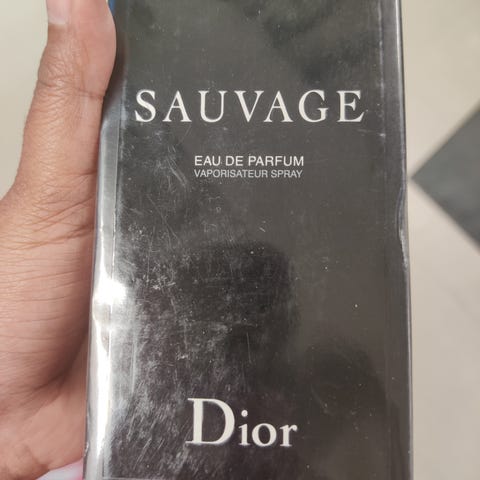 SAUVAGE
EAU DE PARFUM
VAPORISATEUR SPRAY
Dior